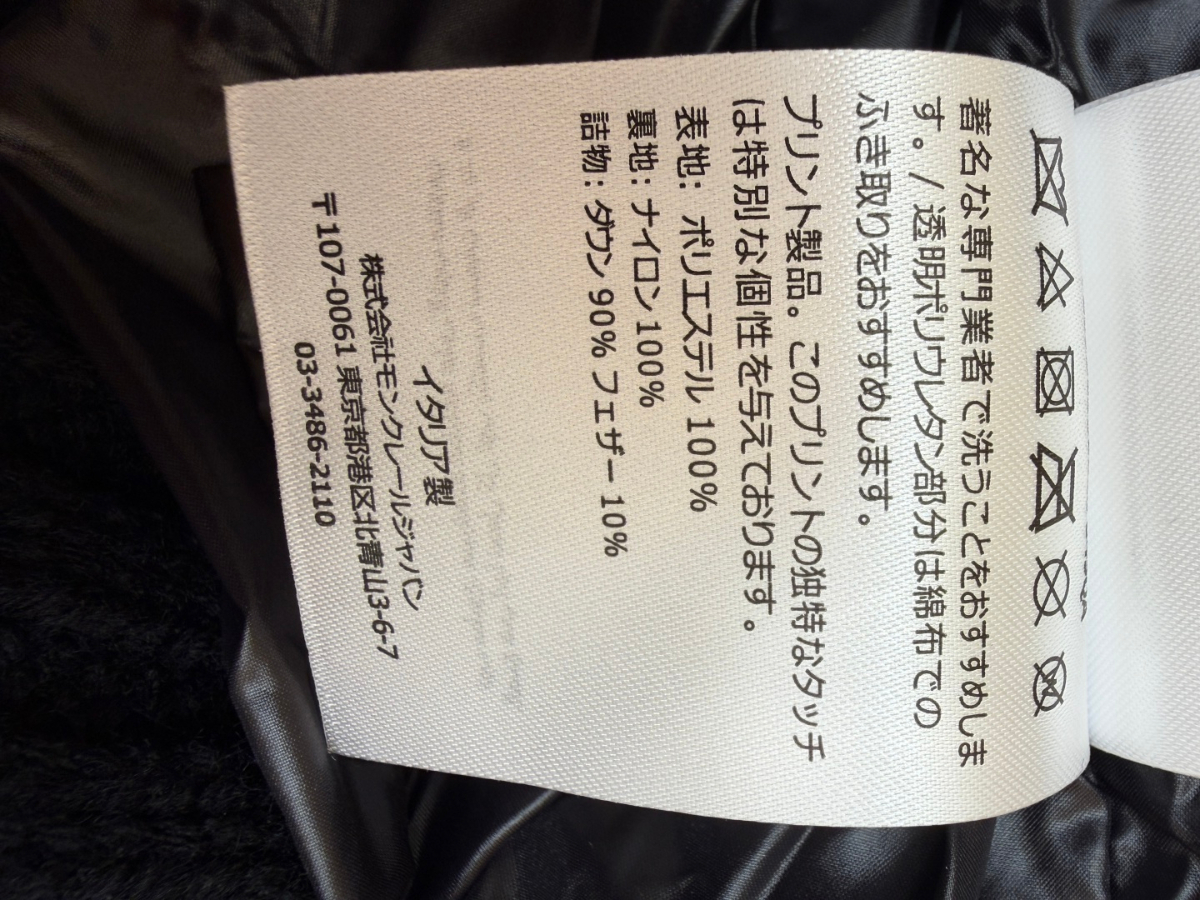 著名な専門業者で洗うことをおすすめしま
す。/ 透明ポリウレタン部分は綿布での
ふき取りをおすすめします。
プリント製品。このプリントの独特なタッチ
は特別な個性を与えております。
表地: ポリエステル 100%
裏地: ナイロン 100%
詰物: ダウン 90% フェザー 10%
イタリア製
株式会社モンクレールジャパン
〒107-0061 東京都港区北青山3-6-7
03-3486-2110